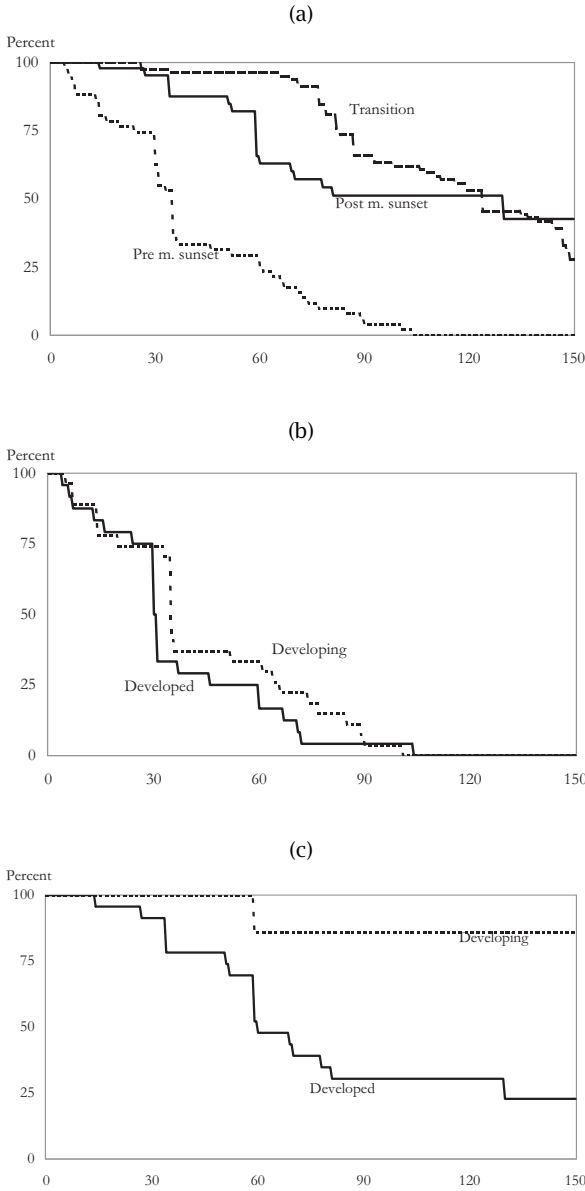 (a)
Percent
100
Transition
75
50
Post m. sunset
Pre m. sunset
25
0
0 30 60 90 120 150
(b)
Percent
100
75
50
Developing
Developed
25
0
0 30 60 90 120 150
(c)
Percent
100
Developing
75
50
Developed
25
0
0 30 60 90 120 150